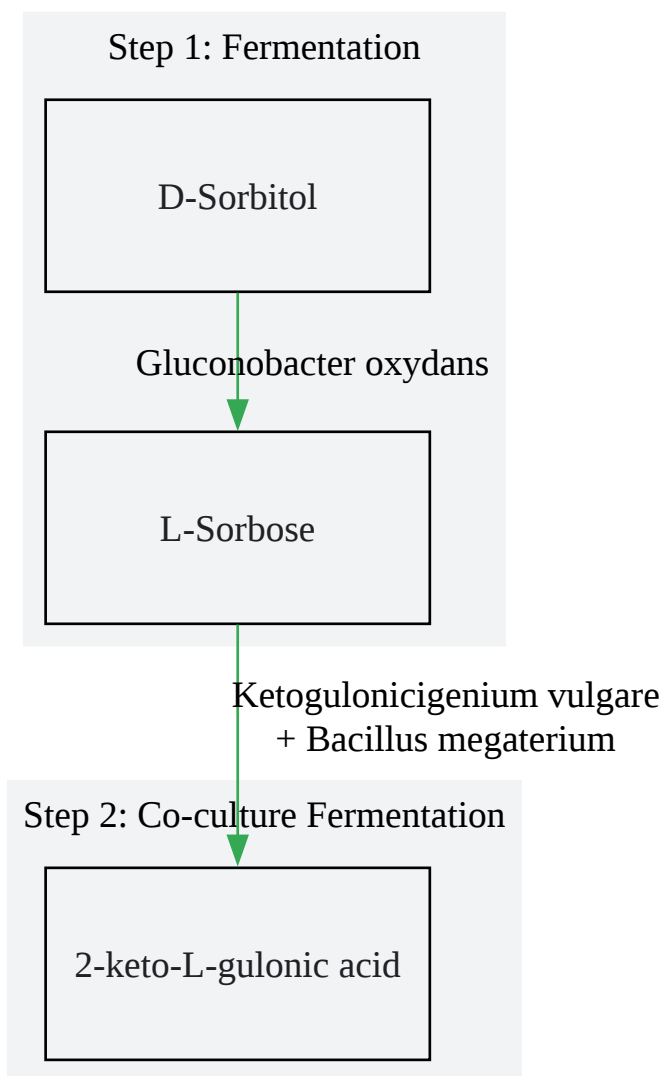 Step 1: Fermentation
D-Sorbitol
Gluconobacter oxydans
L-Sorbose
Ketogulonicigenium vulgare
+ Bacillus megaterium
Step 2: Co-culture Fermentation
2-keto-L-gulonic acid